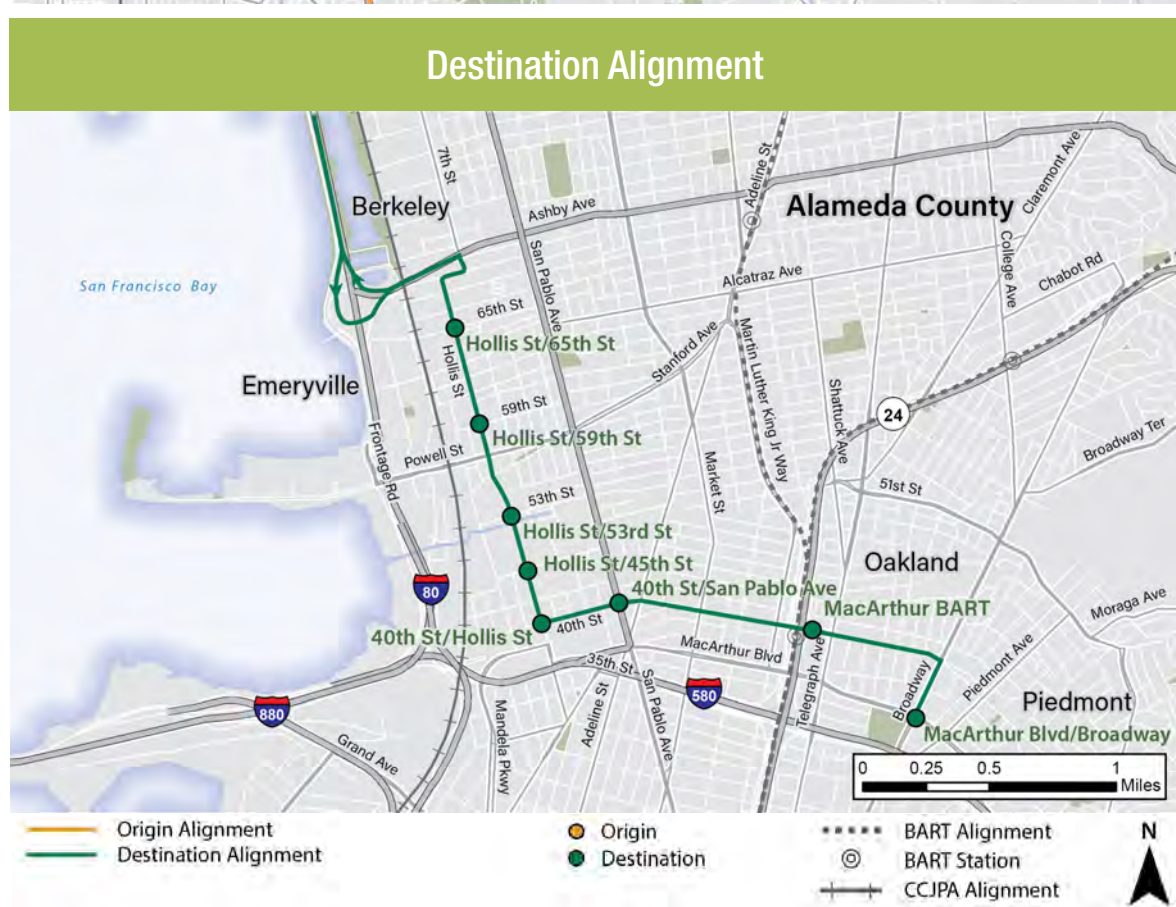 Destination Alignment
7th St
Adeline St
Claremont Ave
Berkeley
Ashby Ave
Alameda County
San Pablo Ave
College Ave
Chabot Rd
San Francisco Bay
Alcatraz Ave
65th St
Hollis St/65th St
Stanford Ave
Martin Luther King Jr Way
Hollis St
Emeryville
Shattuck Ave
59th St
24
Frontage Rd
Hollis St/59th St
Broadway Ter
Powell St
Market St
51st St
53th St
Hollis St/53rd St
Oakland
Hollis St/45th St
80
40th St/San Pablo Ave
MacArthur BART
Moraga Ave
40th St/Hollis St
40th St
MacArthur Blvd
35th St
Telegraph Ave
Broadway
Piedmont Ave
580
880
Mandela Pkwy
Adeline St
San Pablo Ave
Piedmont
Grand Ave
MacArthur Blvd/Broadway
0 0.25 0.5 1
Miles
Origin Alignment
Destination Alignment
Origin
Destination
BART Alignment
BART Station
CCJPA Alignment
N